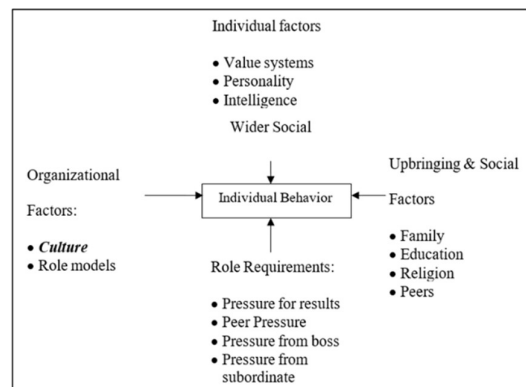 Individual factors
• Value systems
• Personality
• Intelligence
Wider Social
Organizational
Factors:
• Culture
• Role models
Individual Behavior
Upbringing & Social
Factors
• Family
• Education
• Religion
• Peers
Role Requirements:
• Pressure for results
• Peer Pressure
• Pressure from boss
• Pressure from
subordinate